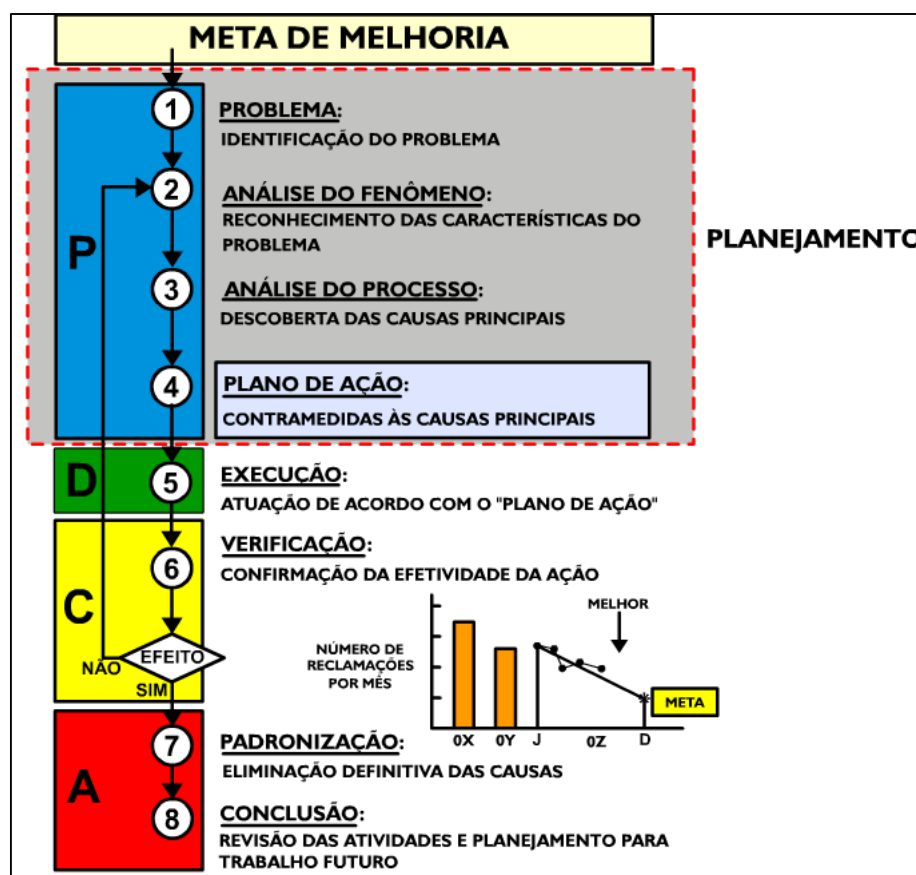 META DE MELHORIA
P
1
PROBLEMA:
IDENTIFICAÇÃO DO PROBLEMA
2
ANÁLISE DO FENÔMENO:
RECONHECIMENTO DAS CARACTERÍSTICAS DO
PROBLEMA
3
ANÁLISE DO PROCESSO:
DESCOBERTA DAS CAUSAS PRINCIPAIS
4
PLANO DE AÇÃO:
CONTRAMEDIDAS ÀS CAUSAS PRINCIPAIS
PLANEJAMENTO
D
5
EXECUÇÃO:
ATUAÇÃO DE ACORDO COM O "PLANO DE AÇÃO"
C
6
VERIFICAÇÃO:
CONFIRMAÇÃO DA EFETIVIDADE DA AÇÃO
EFEITO
NÃO
SIM
NÚMERO DE
RECLAMAÇÕES
POR MÊS
MELHOR
META
0X 0Y J 0Z D
A
7
PADRONIZAÇÃO:
ELIMINAÇÃO DEFINITIVA DAS CAUSAS
8
CONCLUSÃO:
REVISÃO DAS ATIVIDADES E PLANEJAMENTO PARA
TRABALHO FUTURO